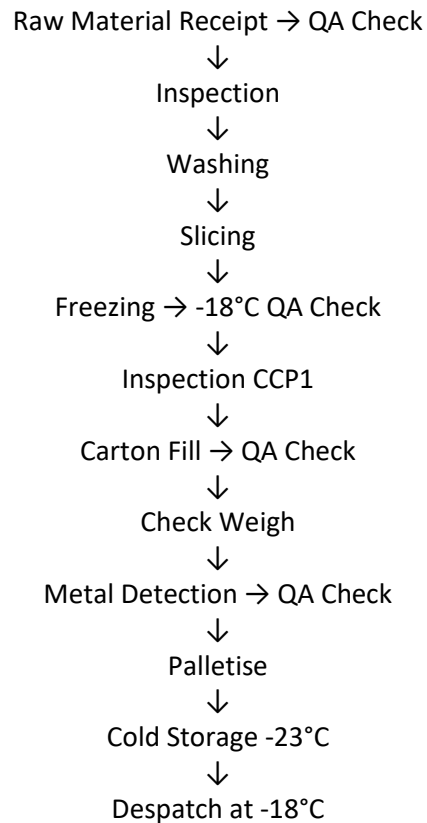 Raw Material Receipt → QA Check
↓
Inspection
↓
Washing
↓
Slicing
↓
Freezing → -18°C QA Check
↓
Inspection CCP1
↓
Carton Fill → QA Check
↓
Check Weigh
↓
Metal Detection → QA Check
↓
Palletise
↓
Cold Storage -23°C
↓
Despatch at -18°C